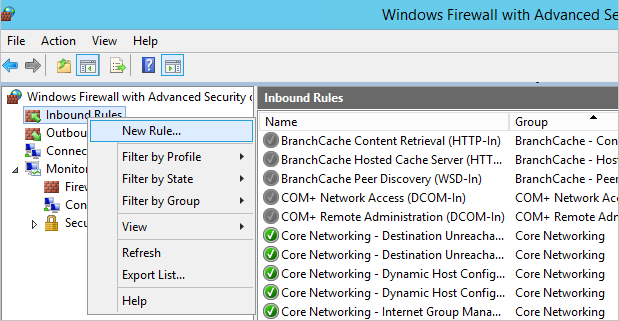 Windows Firewall with Advanced Se
File Action View Help
Windows Firewall with Advanced Security o
Inbound Rules
Outbou
Connec
Monitor
Firew
Con
Secu
New Rule...
Filter by Profile
Filter by State
Filter by Group
View
Refresh
Export List...
Help
Inbound Rules
Name Group
BranchCache Content Retrieval (HTTP-In) BranchCache - Con
BranchCache Hosted Cache Server (HTT... BranchCache - Hos
BranchCache Peer Discovery (WSD-In) BranchCache - Peer
COM+ Network Access (DCOM-In) COM+ Network Ac
COM+ Remote Administration (DCOM-In) COM+ Remote Adm
Core Networking - Destination Unreacha... Core Networking
Core Networking - Destination Unreacha... Core Networking
Core Networking - Dynamic Host Config... Core Networking
Core Networking - Dynamic Host Config... Core Networking
Core Networking - Internet Group Mana... Core Networking